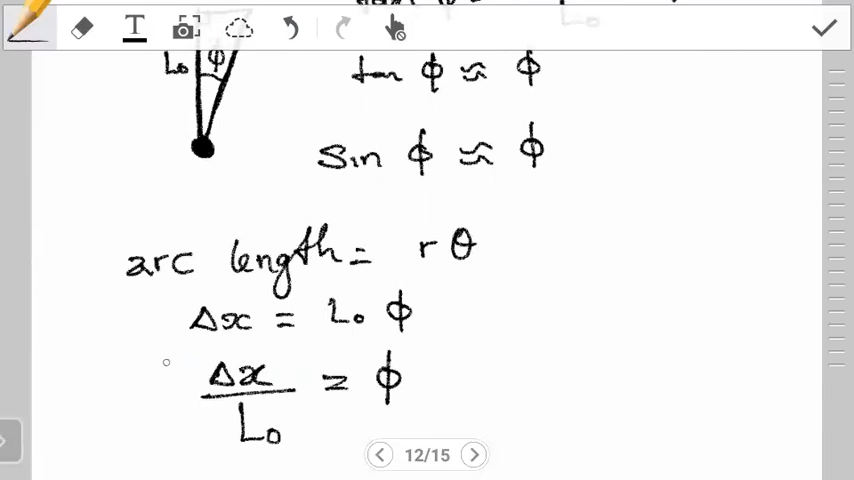 L₀ ϕ
tan ϕ ≈ ϕ
sin ϕ ≈ ϕ
arc length = r θ
Δx = L₀ ϕ
Δx / L₀ = ϕ
12/15
T